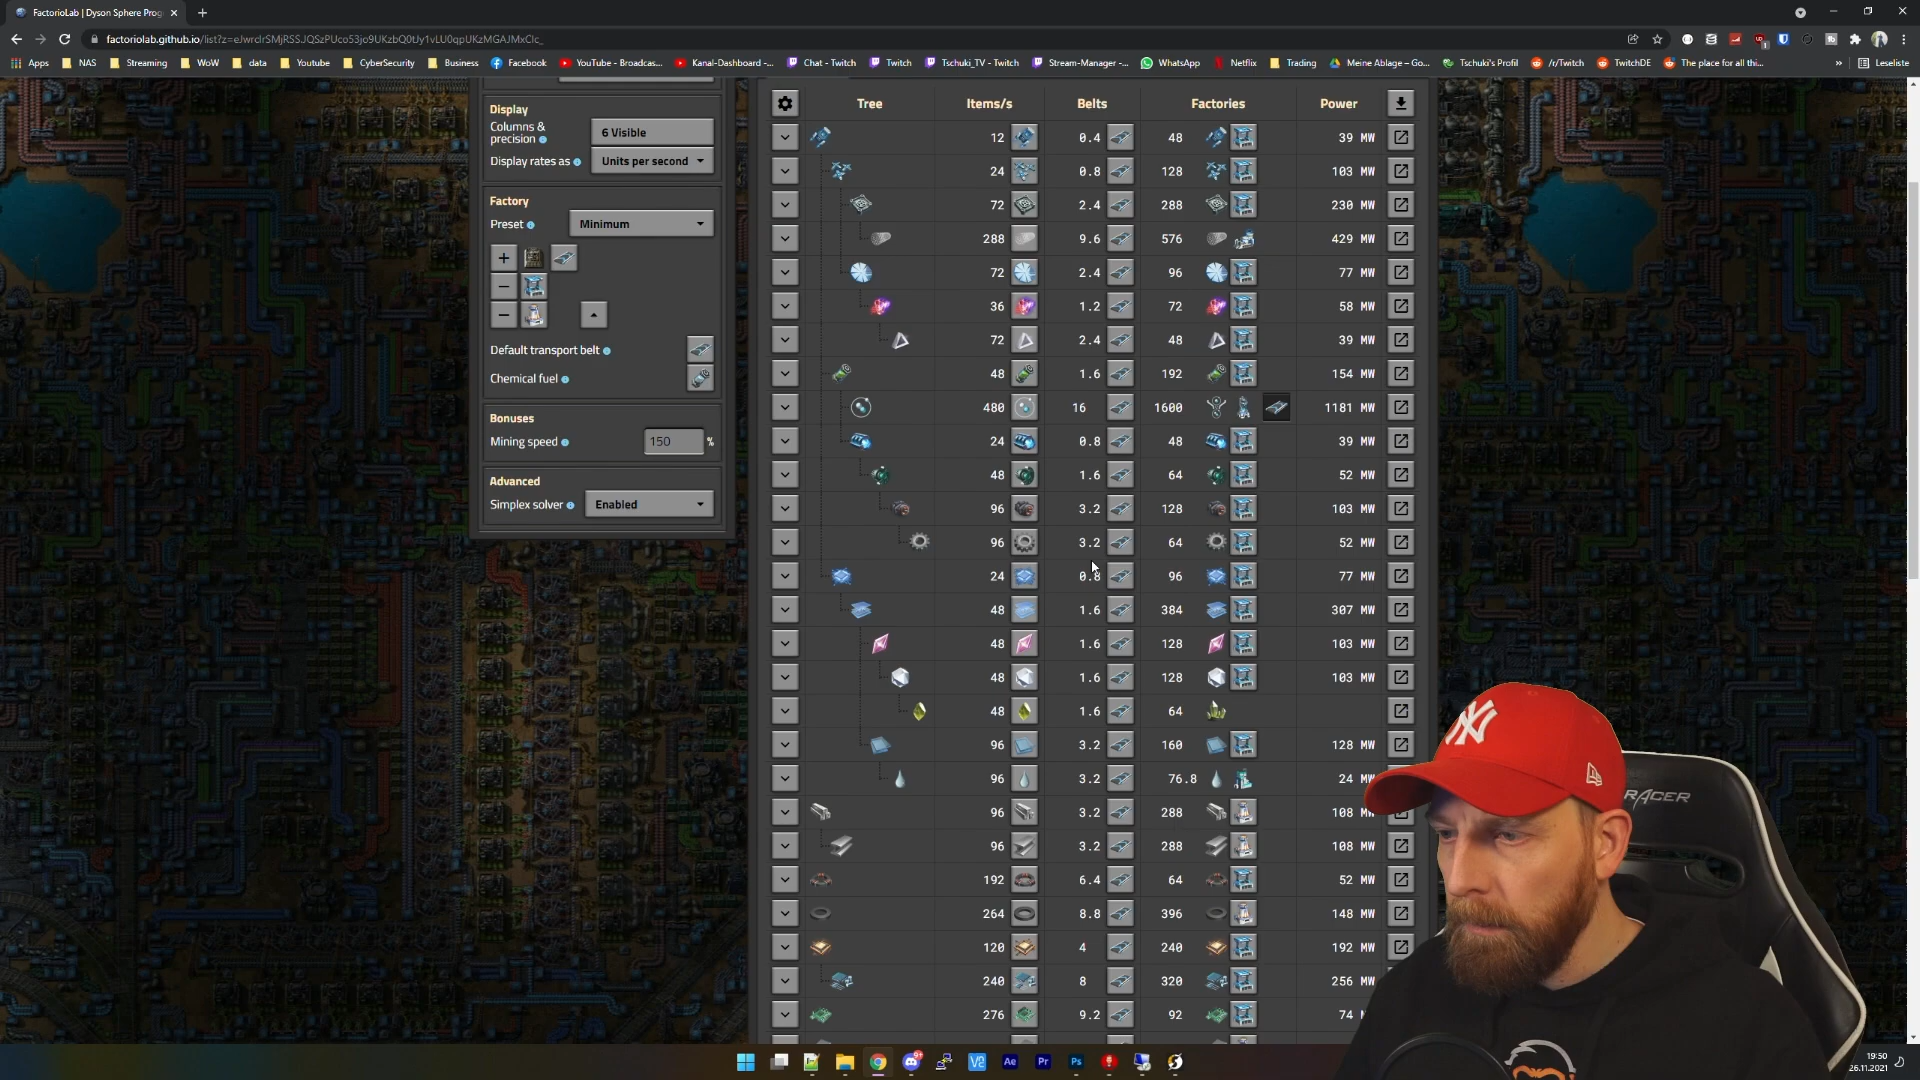 FactorioLab | Dyson Sphere Prog
factoriolab.github.io/list?z=eJwrclrSMjRSSJQSzPUco53jo9UKzbQ0tUy1vLU0qpUKzMGAJMxClc_
Apps NAS Streaming WoW data Youtube CyberSecurity Business Facebook YouTube - Broadcas... Kanal-Dashboard -... Chat - Twitch Twitch Tschuki_TV - Twitch Stream-Manager -... WhatsApp Netflix Trading Meine Ablage – Go... Tschuki's Profil /r/Twitch TwitchDE The place for all thi... » Leseliste
Display
Columns & precision 6 Visible
Display rates as Units per second
Factory
Preset Minimum
Default transport belt
Chemical fuel
Bonuses
Mining speed 150 %
Advanced
Simplex solver Enabled
Tree Items/s Belts Factories Power
12 0.4 48 39 MW
24 0.8 128 103 MW
72 2.4 288 230 MW
288 9.6 576 429 MW
72 2.4 96 77 MW
36 1.2 72 58 MW
72 2.4 48 39 MW
48 1.6 192 154 MW
480 16 1600 1181 MW
24 0.8 48 39 MW
48 1.6 64 52 MW
96 3.2 128 103 MW
96 3.2 64 52 MW
24 0.8 96 77 MW
48 1.6 384 307 MW
48 1.6 128 103 MW
48 1.6 128 103 MW
48 1.6 64
96 3.2 160 128 MW
96 3.2 76.8 24 MW
96 3.2 288 108 MW
96 3.2 288 108 MW
192 6.4 64 52 MW
264 8.8 396 148 MW
120 4 240 192 MW
240 8 320 256 MW
276 9.2 92 74 MW
NY
RACER
Ae Pr Ps
19:50
26.11.2021